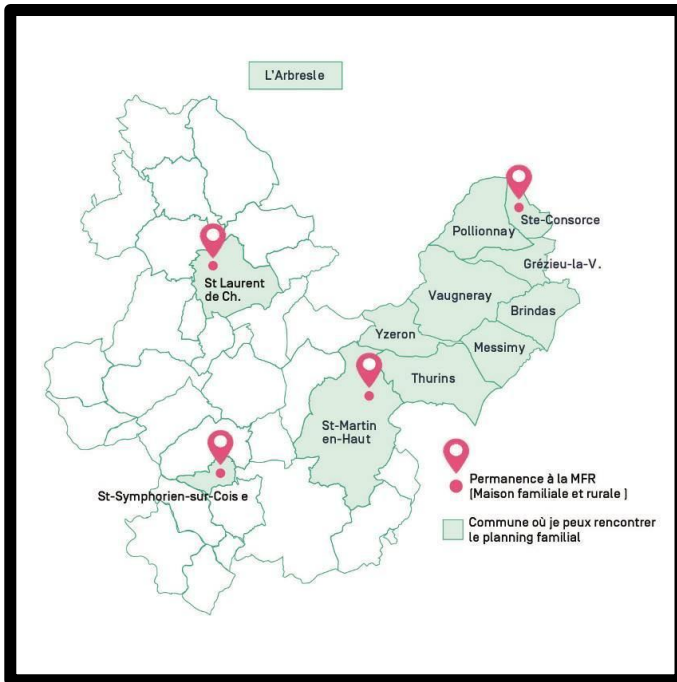 L'Arbresle
Ste-Consorce
Pollionnay
Grézieu-la-V.
St Laurent
de Ch.
Vaugneray
Brindas
Yzeron
Messimy
Thurins
St-Martin
en-Haut
St-Symphorien-sur-Cois e
Permanence à la MFR
(Maison familiale et rurale )
Commune où je peux rencontrer
le planning familial